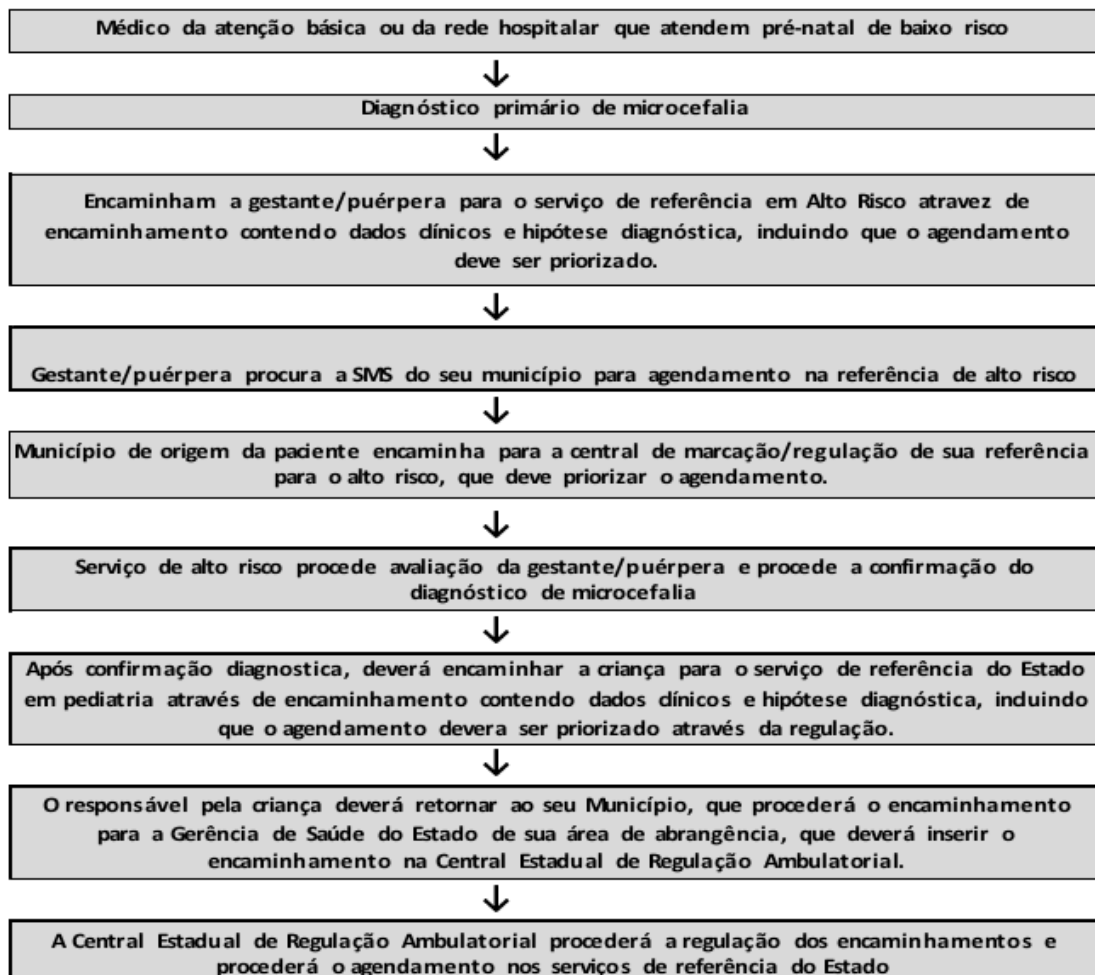 Médico da atenção básica ou da rede hospitalar que atendem pré-natal de baixo risco
Diagnóstico primário de microcefalia
Encaminham a gestante/puérpera para o serviço de referência em Alto Risco atravez de
encaminhamento contendo dados clínicos e hipótese diagnóstica, incluindo que o agendamento
deve ser priorizado.
Gestante/puérpera procura a SMS do seu município para agendamento na referência de alto risco
Município de origem da paciente encaminha para a central de marcação/regulação de sua referência
para o alto risco, que deve priorizar o agendamento.
Serviço de alto risco procede avaliação da gestante/puérpera e procede a confirmação do
diagnóstico de microcefalia
Após confirmação diagnostica, deverá encaminhar a criança para o serviço de referência do Estado
em pediatria através de encaminhamento contendo dados clínicos e hipótese diagnóstica, incluindo
que o agendamento devera ser priorizado através da regulação.
O responsável pela criança deverá retornar ao seu Município, que procederá o encaminhamento
para a Gerência de Saúde do Estado de sua área de abrangência, que deverá inserir o
encaminhamento na Central Estadual de Regulação Ambulatorial.
A Central Estadual de Regulação Ambulatorial procederá a regulação dos encaminhamentos e
procederá o agendamento nos serviços de referência do Estado